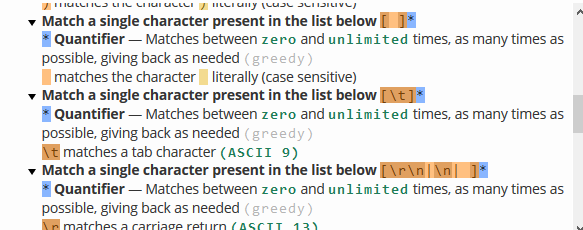 } matches the character } literally (case sensitive)
Match a single character present in the list below [ ]*
* Quantifier — Matches between zero and unlimited times, as many times as
possible, giving back as needed (greedy)
matches the character literally (case sensitive)
Match a single character present in the list below [\t]*
* Quantifier — Matches between zero and unlimited times, as many times as
possible, giving back as needed (greedy)
\t matches a tab character (ASCII 9)
Match a single character present in the list below [\r\n|\n| ]*
* Quantifier — Matches between zero and unlimited times, as many times as
possible, giving back as needed (greedy)
\r matches a carriage return (ASCII 13)